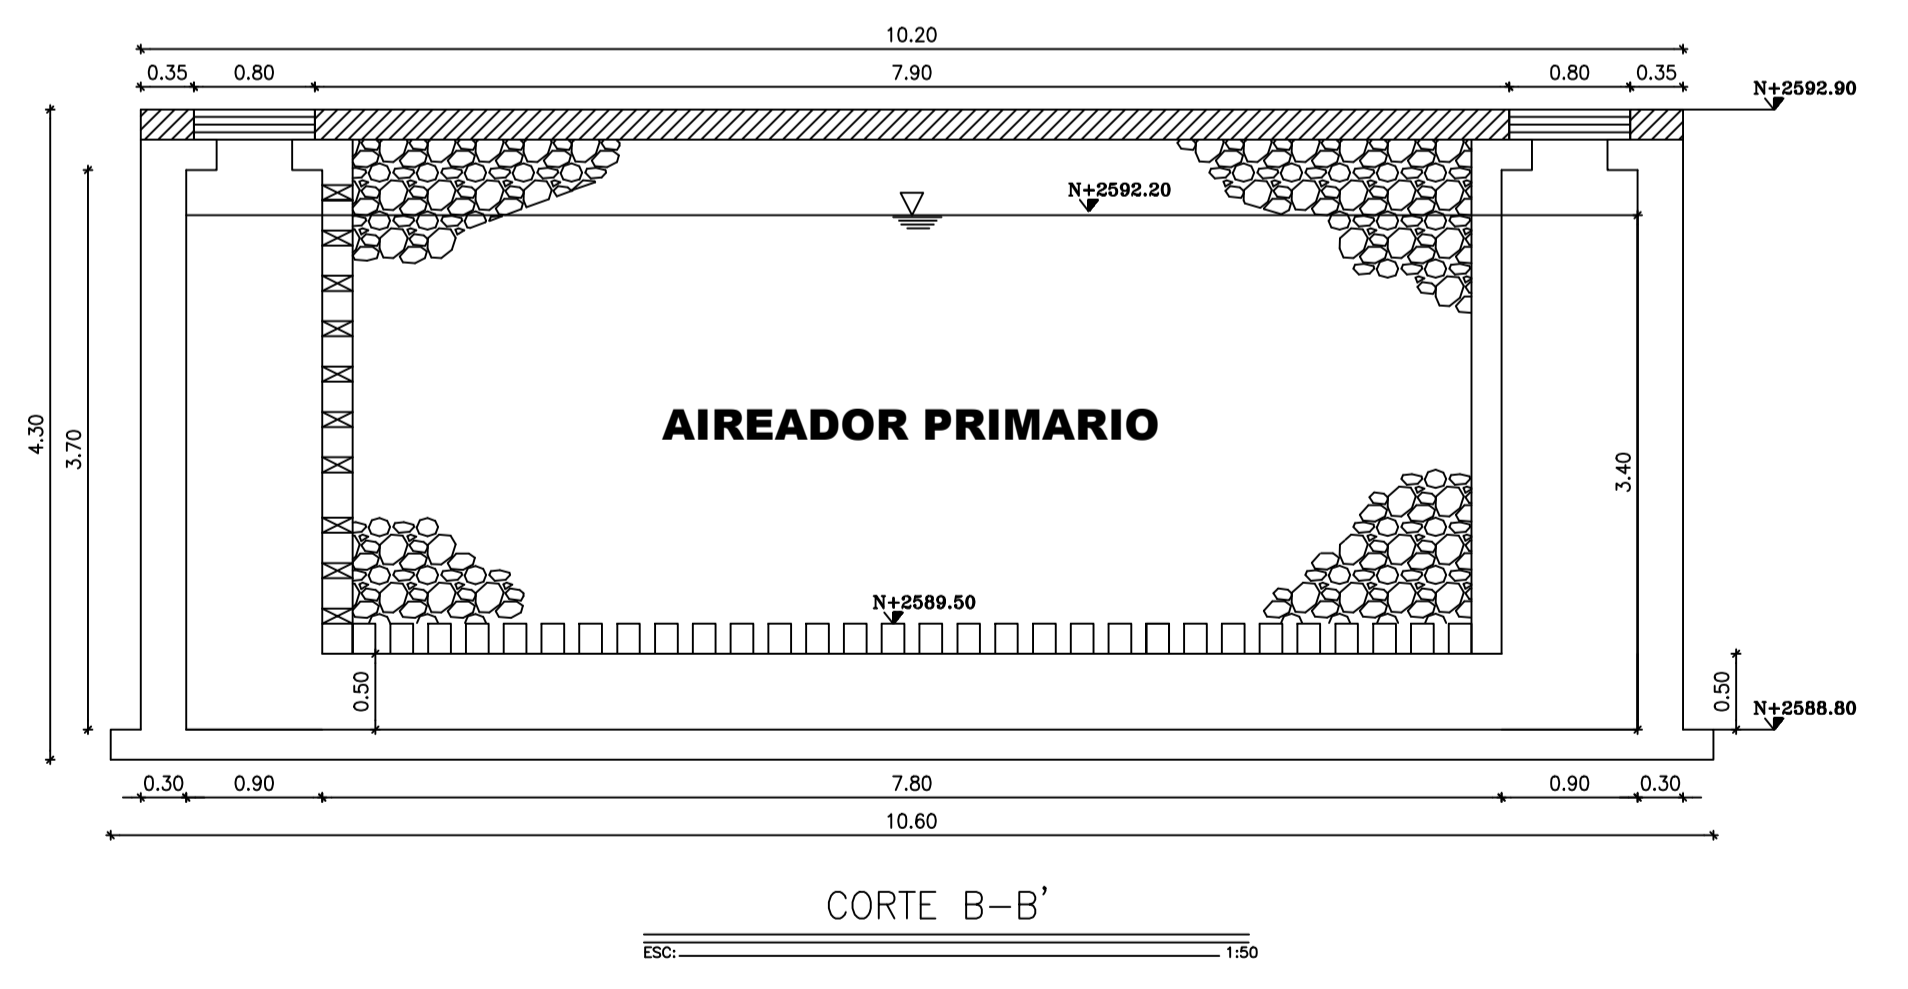 10.20
0.35 0.80 7.90 0.80 0.35
N+2592.90
N+2592.20
AIREADOR PRIMARIO
4.30
3.70
3.40
N+2589.50
0.50
0.50
N+2588.80
0.30 0.90 7.80 0.90 0.30
10.60
CORTE B-B'
ESC: 1:50